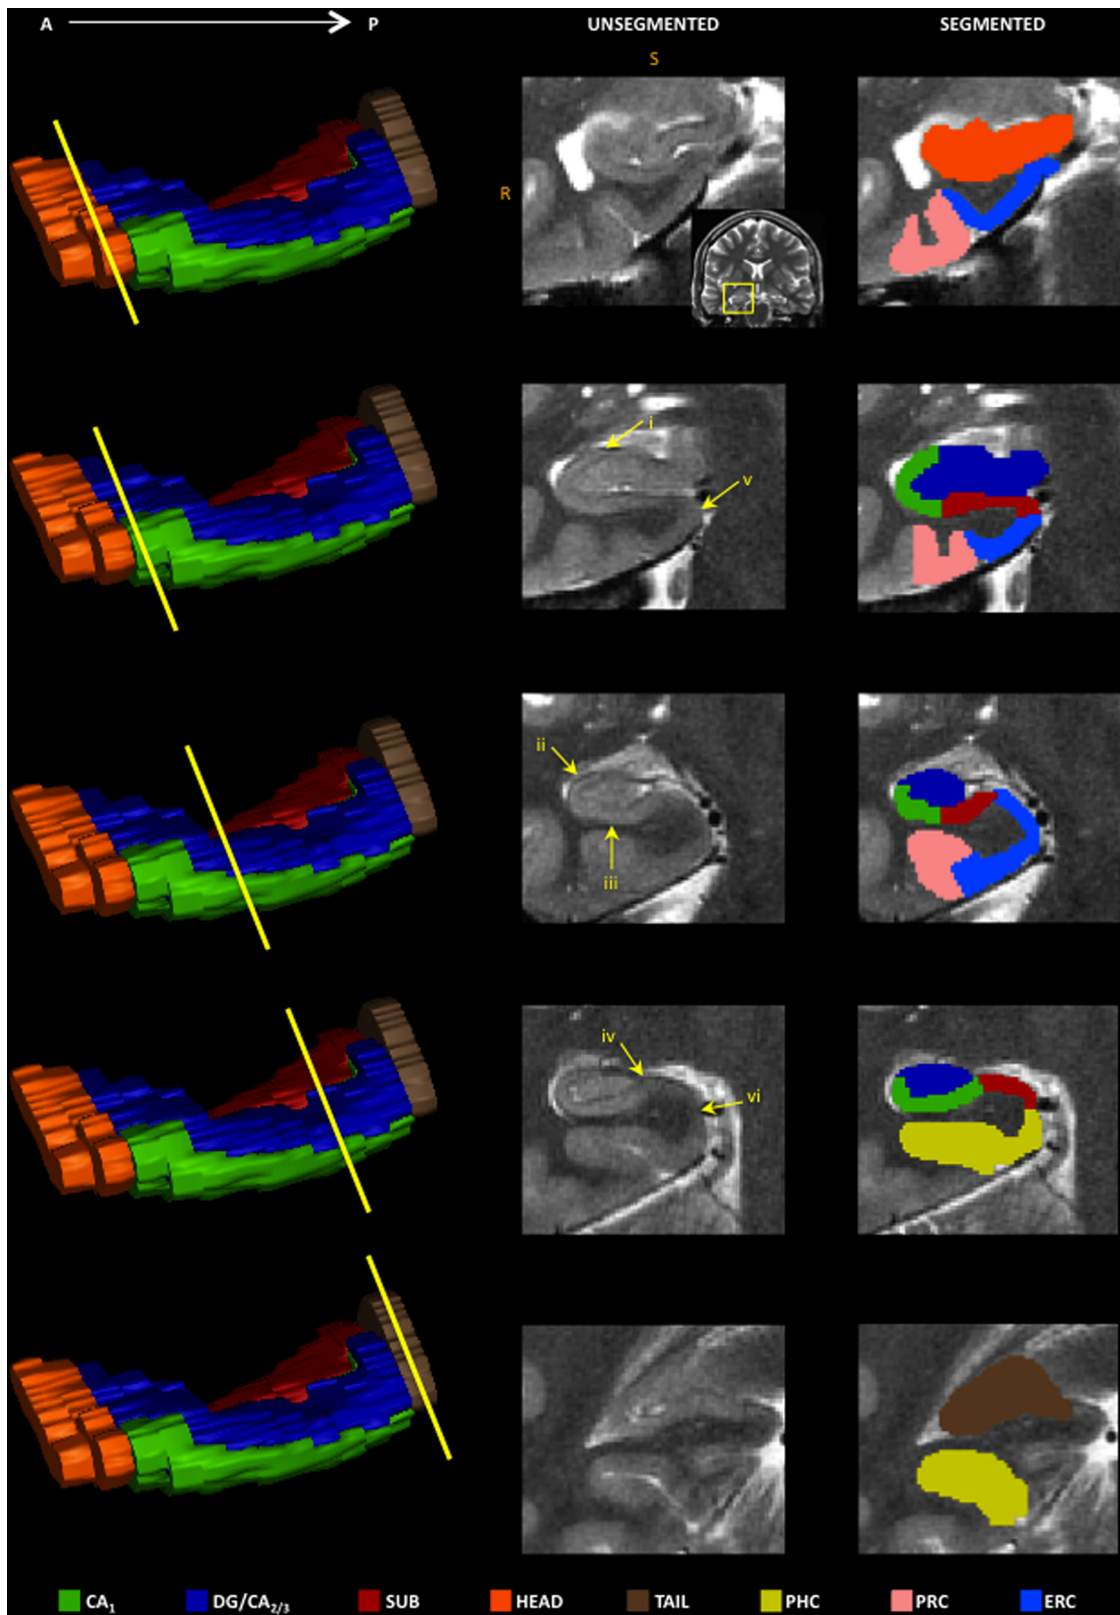 A P UNSEGMENTED SEGMENTED
S
R
i
v
ii
iii
iv
vi
CA1 DG/CA2/3 SUB HEAD TAIL PHC PRC ERC